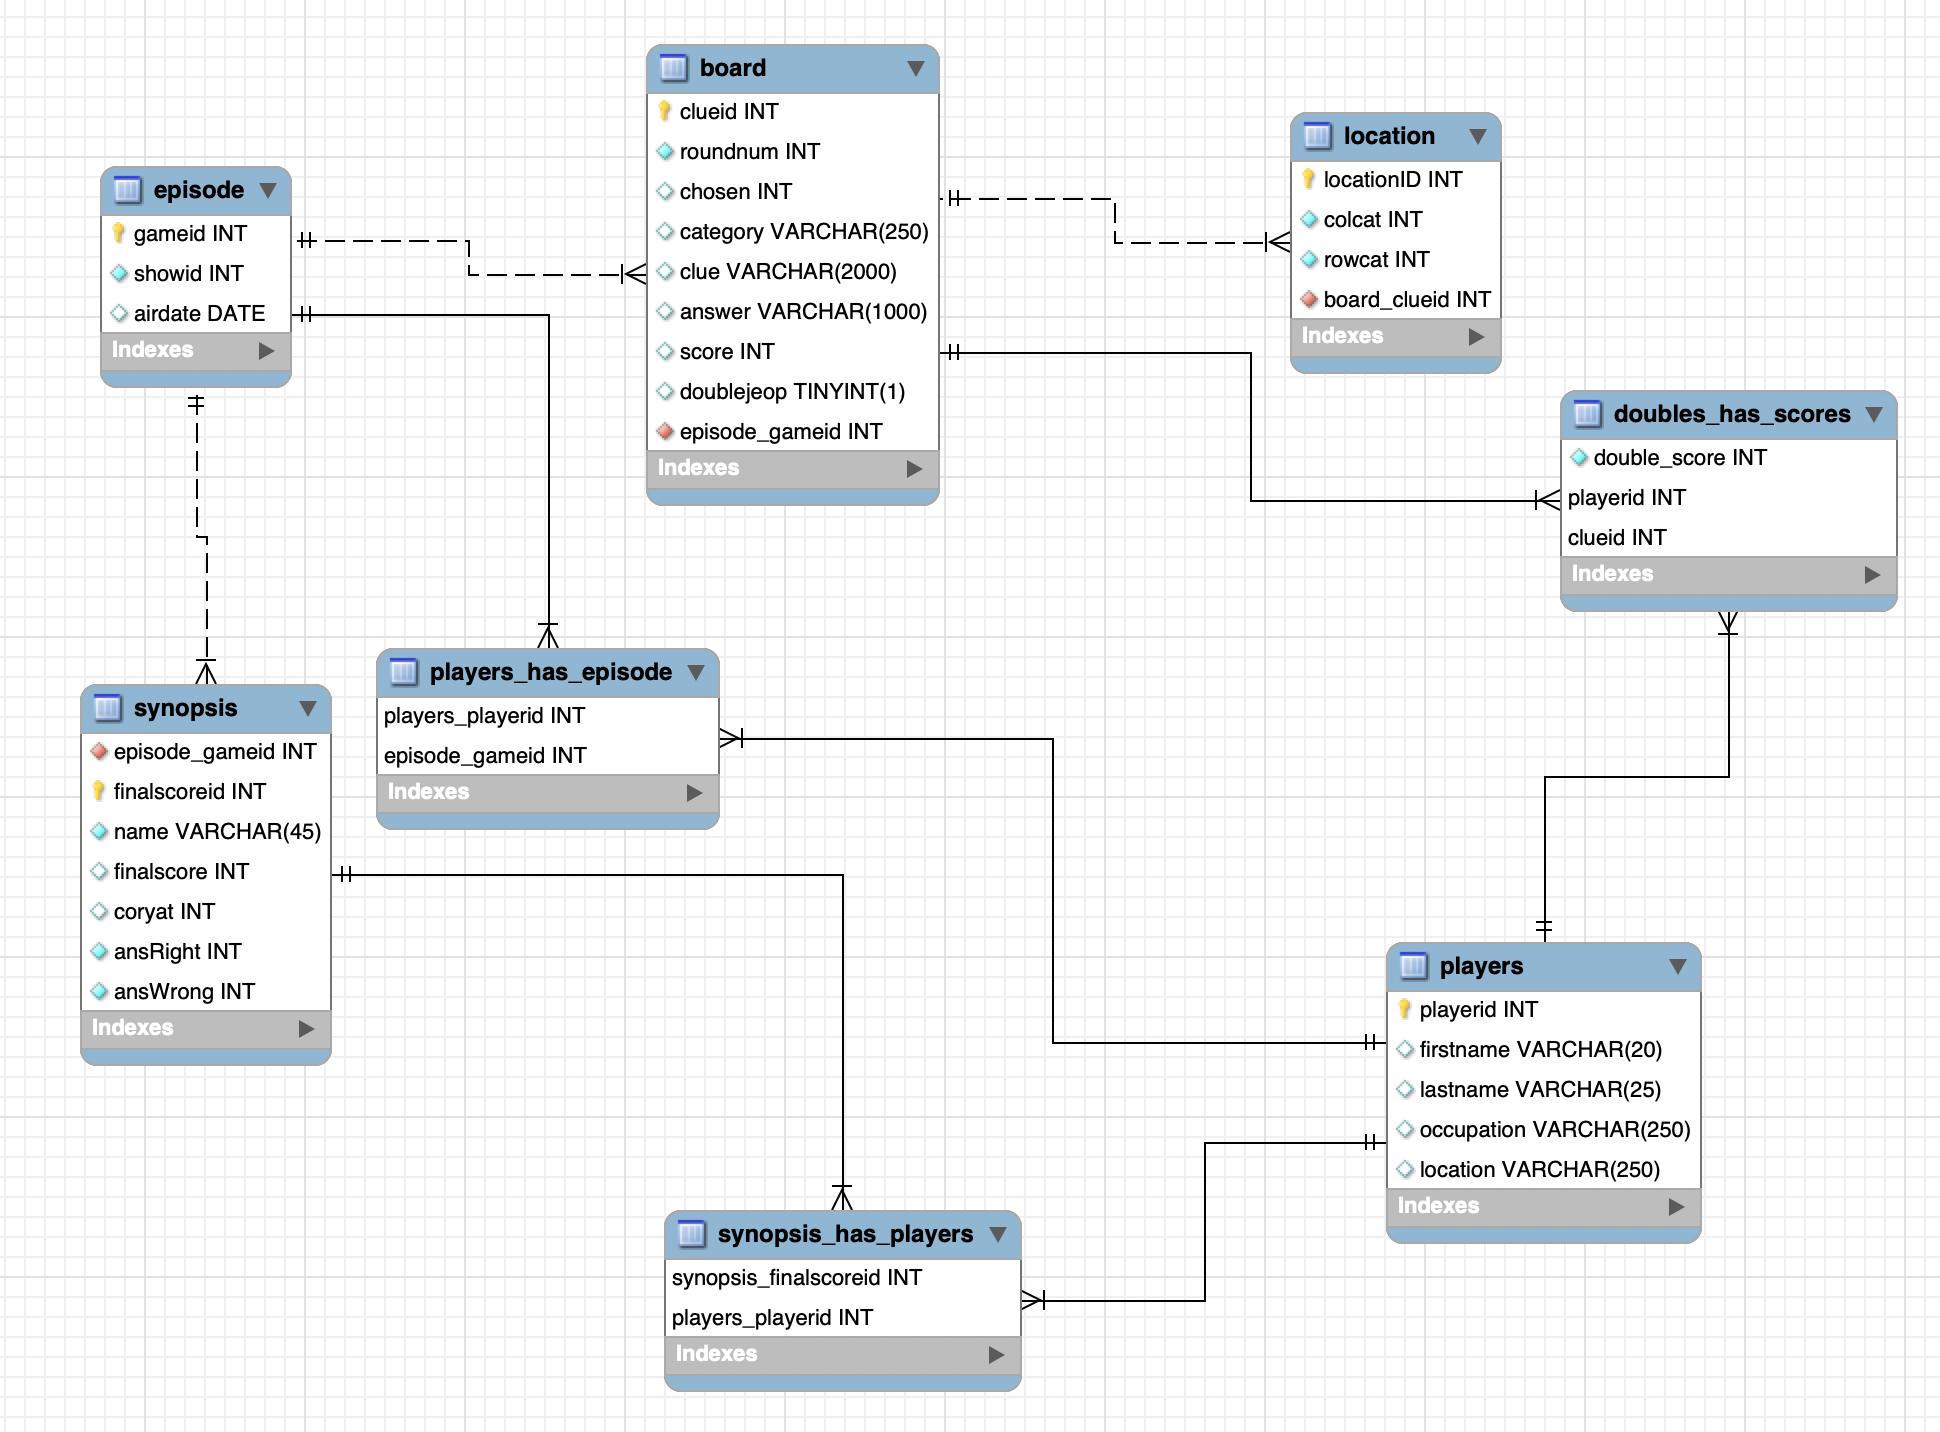 board
clueid INT
roundnum INT
chosen INT
category VARCHAR(250)
clue VARCHAR(2000)
answer VARCHAR(1000)
score INT
doublejeop TINYINT(1)
episode_gameid INT
Indexes
location
locationID INT
colcat INT
rowcat INT
board_clueid INT
Indexes
episode
gameid INT
showid INT
airdate DATE
Indexes
doubles_has_scores
double_score INT
playerid INT
clueid INT
Indexes
players_has_episode
players_playerid INT
episode_gameid INT
Indexes
synopsis
episode_gameid INT
finalscoreid INT
name VARCHAR(45)
finalscore INT
coryat INT
ansRight INT
ansWrong INT
Indexes
players
playerid INT
firstname VARCHAR(20)
lastname VARCHAR(25)
occupation VARCHAR(250)
location VARCHAR(250)
Indexes
synopsis_has_players
synopsis_finalscoreid INT
players_playerid INT
Indexes